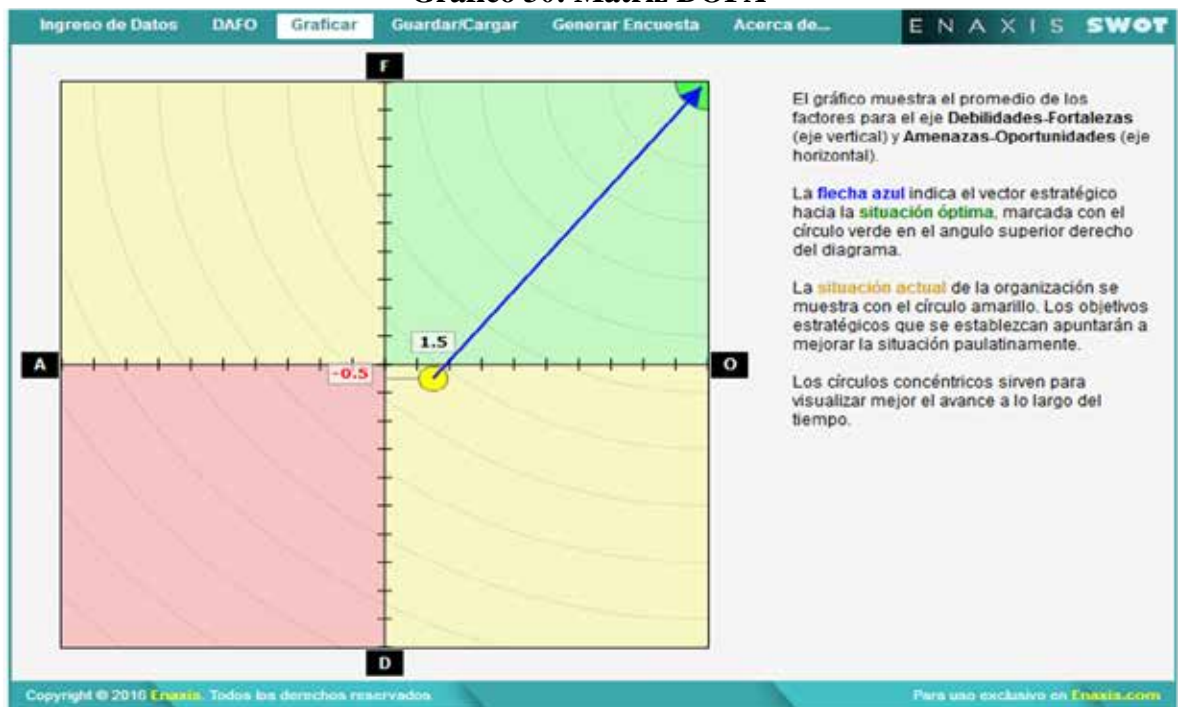 Gráfico 30: Matriz DOFA
Ingreso de Datos DAFO Graficar Guardar/Cargar Generar Encuesta Acerca de... ENAXIS SWOT
F
El gráfico muestra el promedio de los
factores para el eje Debilidades-Fortalezas
(eje vertical) y Amenazas-Oportunidades (eje
horizontal).
La flecha azul indica el vector estratégico
hacia la situación óptima, marcada con el
círculo verde en el angulo superior derecho
del diagrama.
La situación actual de la organización se
muestra con el círculo amarillo. Los objetivos
estratégicos que se establezcan apuntarán a
mejorar la situación paulatinamente.
Los círculos concéntricos sirven para
visualizar mejor el avance a lo largo del
tiempo.
1.5
A
-0.5
O
D
Copyright © 2016 Enaxis. Todos los derechos reservados
Para uso exclusivo en Enaxis.com